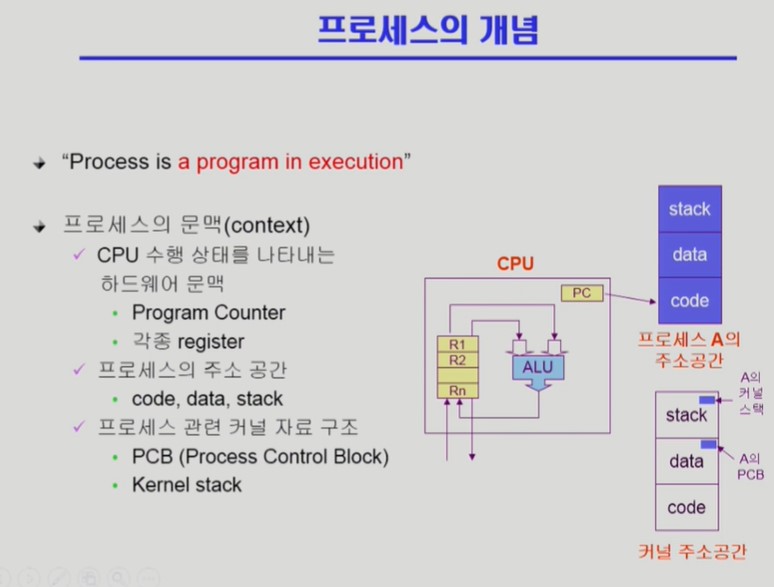 프로세스의 개념
“Process is a program in execution”
프로세스의 문맥(context)
CPU 수행 상태를 나타내는
하드웨어 문맥
Program Counter
각종 register
프로세스의 주소 공간
code, data, stack
프로세스 관련 커널 자료 구조
PCB (Process Control Block)
Kernel stack
CPU
PC
R1
R2
Rn
ALU
stack
data
code
프로세스 A의
주소공간
stack
data
code
A의
커널
스택
A의
PCB
커널 주소공간